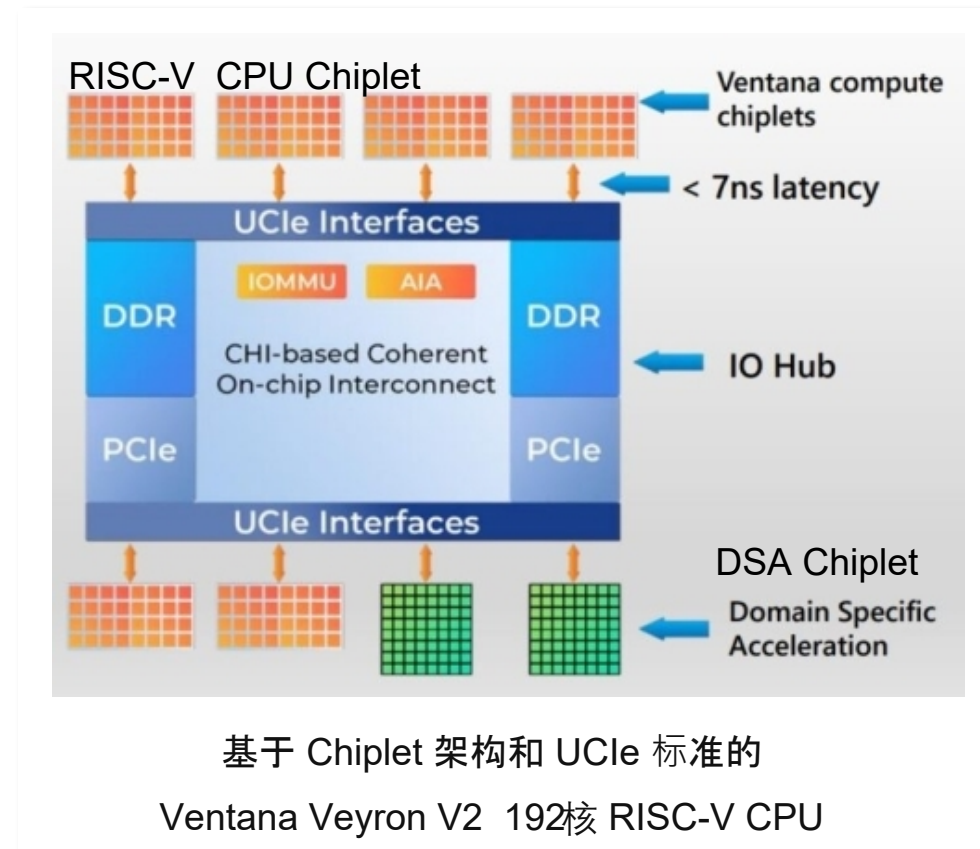 RISC-V CPU Chiplet
Ventana compute
chiplets
< 7ns latency
UCIe Interfaces
IOMMU
AIA
DDR
DDR
CHI-based Coherent
On-chip Interconnect
IO Hub
PCIe
PCIe
UCIe Interfaces
DSA Chiplet
Domain Specific
Acceleration
基于 Chiplet 架构和 UCIe 标准的
Ventana Veyron V2 192核 RISC-V CPU